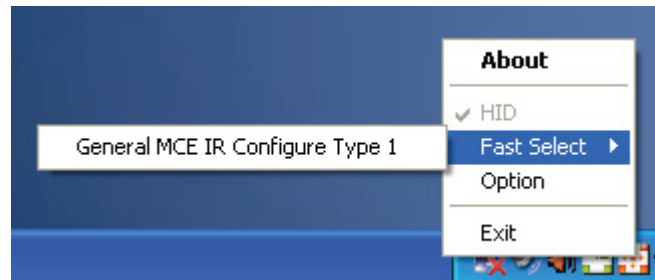 About
HID
Fast Select
General MCE IR Configure Type 1
Option
Exit